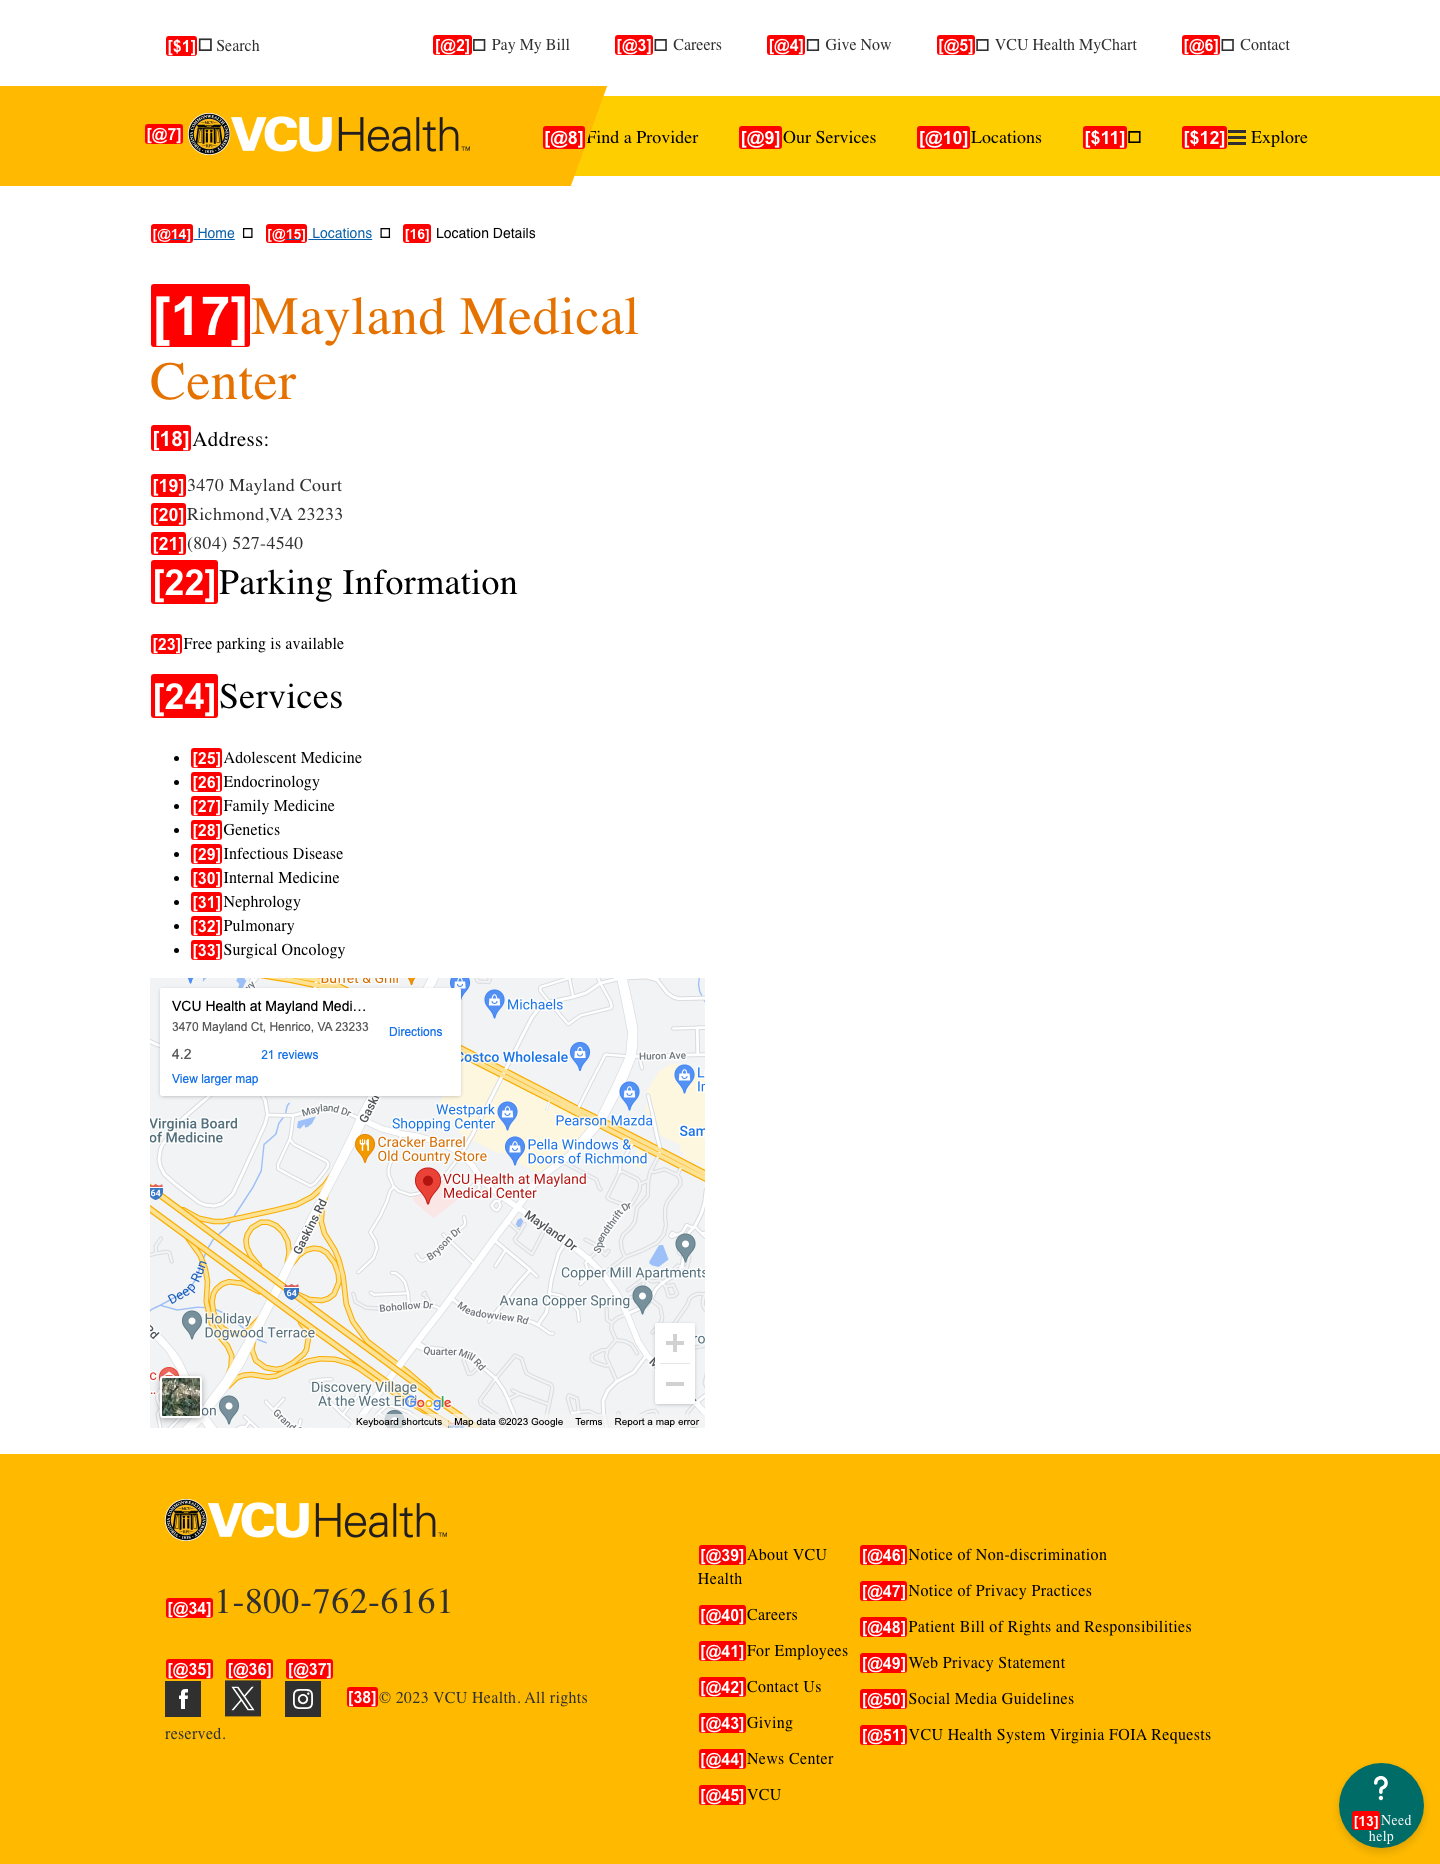 [$1] Search
[@2] Pay My Bill
[@3] Careers
[@4] Give Now
[@5] VCU Health MyChart
[@6] Contact
[@7] VCU Health™
[@8]Find a Provider
[@9]Our Services
[@10]Locations
[$11]
[$12] Explore
[@14] Home [@15] Locations [16] Location Details
[17]Mayland Medical
Center
[18]Address:
[19]3470 Mayland Court
[20]Richmond,VA 23233
[21](804) 527-4540
[22]Parking Information
[23]Free parking is available
[24]Services
[25]Adolescent Medicine
[26]Endocrinology
[27]Family Medicine
[28]Genetics
[29]Infectious Disease
[30]Internal Medicine
[31]Nephrology
[32]Pulmonary
[33]Surgical Oncology
Buffet & Grill
VCU Health at Mayland Medi…
3470 Mayland Ct, Henrico, VA 23233
Directions
4.2 21 reviews
View larger map
Michaels
Costco Wholesale
Huron Ave
Westpark
Shopping Center
Pearson Mazda
Sam
Mayland Dr
Gaskins
Virginia Board
of Medicine
Cracker Barrel
Old Country Store
Pella Windows &
Doors of Richmond
VCU Health at Mayland
Medical Center
64
Gaskins Rd
Mayland Dr
Spendthrift Dr
Bryson Dr
Deep Run
Copper Mill Apartments
64
Avana Copper Spring
Bohollow Dr
Meadowview Rd
Holiday
Dogwood Terrace
Rd
Quarter Mill Rd
Discovery Village
At the West End
Google
Keyboard shortcuts Map data ©2023 Google Terms Report a map error
VCU Health™
[@34]1-800-762-6161
[@35] [@36] [@37]
[38]© 2023 VCU Health. All rights
reserved.
[@39]About VCU
Health
[@40]Careers
[@41]For Employees
[@42]Contact Us
[@43]Giving
[@44]News Center
[@45]VCU
[@46]Notice of Non-discrimination
[@47]Notice of Privacy Practices
[@48]Patient Bill of Rights and Responsibilities
[@49]Web Privacy Statement
[@50]Social Media Guidelines
[@51]VCU Health System Virginia FOIA Requests
?
[13]Need
help